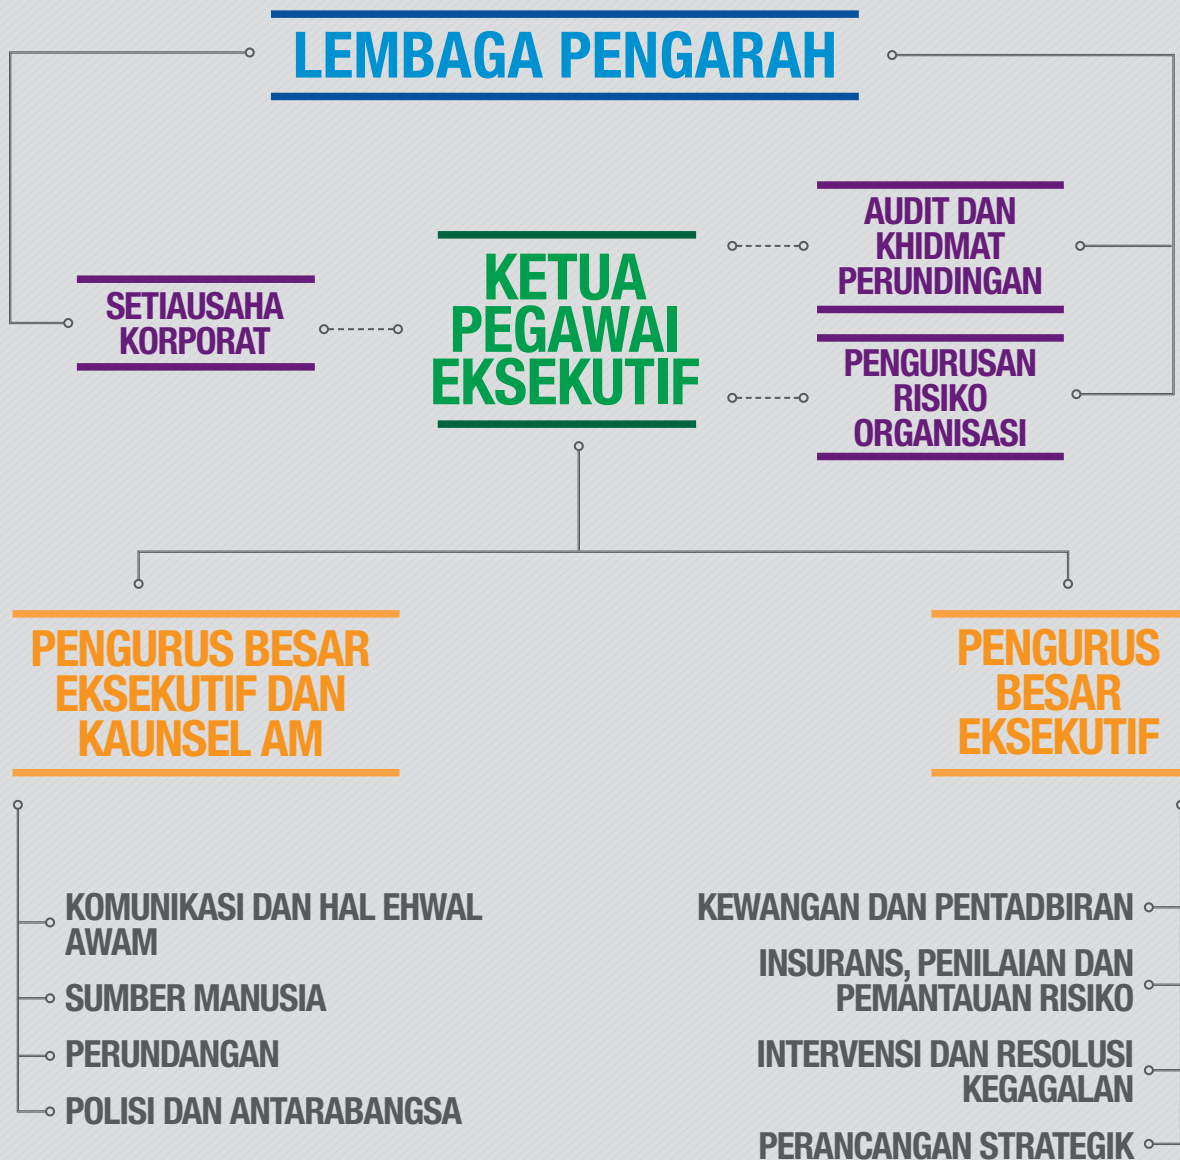 LEMBAGA PENGARAH
SETIAUSAHA
KORPORAT
KETUA
PEGAWAI
EKSEKUTIF
AUDIT DAN
KHIDMAT
PERUNDINGAN
PENGURUSAN
RISIKO
ORGANISASI
PENGURUS BESAR
EKSEKUTIF DAN
KAUNSEL AM
KOMUNIKASI DAN HAL EHWAL
AWAM
SUMBER MANUSIA
PERUNDANGAN
POLISI DAN ANTARABANGSA
PENGURUS
BESAR
EKSEKUTIF
KEWANGAN DAN PENTADBIRAN
INSURANS, PENILAIAN DAN
PEMANTAUAN RISIKO
INTERVENSI DAN RESOLUSI
KEGAGALAN
PERANCANGAN STRATEGIK